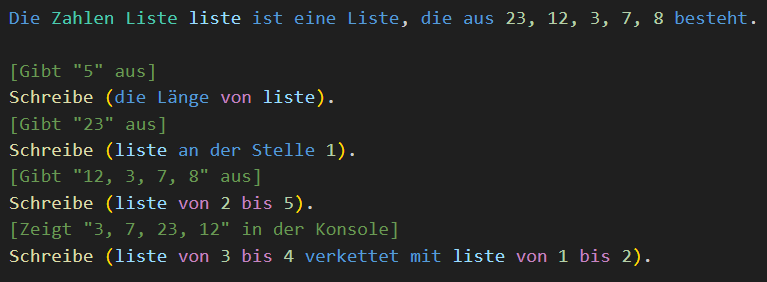 Die Zahlen Liste liste ist eine Liste, die aus 23, 12, 3, 7, 8 besteht.
[Gibt "5" aus]
Schreibe (die Länge von liste).
[Gibt "23" aus]
Schreibe (liste an der Stelle 1).
[Gibt "12, 3, 7, 8" aus]
Schreibe (liste von 2 bis 5).
[Zeigt "3, 7, 23, 12" in der Konsole]
Schreibe (liste von 3 bis 4 verkettet mit liste von 1 bis 2).